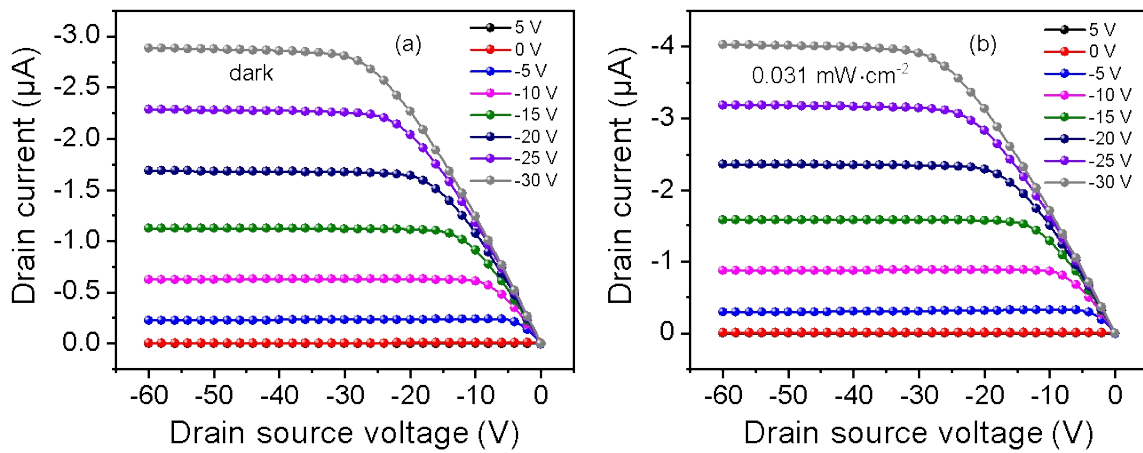 (a)
dark
5 V
0 V
-5 V
-10 V
-15 V
-20 V
-25 V
-30 V
Drain current (μA)
-3.0
-2.5
-2.0
-1.5
-1.0
-0.5
0.0
-60 -50 -40 -30 -20 -10 0
Drain source voltage (V)
(b)
0.031 mW·cm⁻²
5 V
0 V
-5 V
-10 V
-15 V
-20 V
-25 V
-30 V
Drain current (μA)
-4
-3
-2
-1
0
-60 -50 -40 -30 -20 -10 0
Drain source voltage (V)